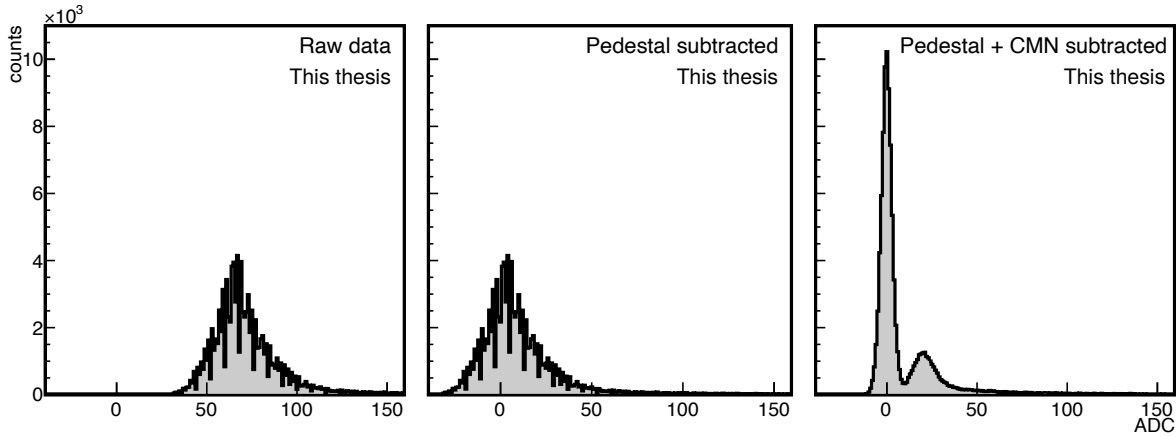 ×10³
counts
10
8
6
4
2
0
Raw data
This thesis
0 50 100 150
Pedestal subtracted
This thesis
0 50 100 150
Pedestal + CMN subtracted
This thesis
0 50 100 150
ADC